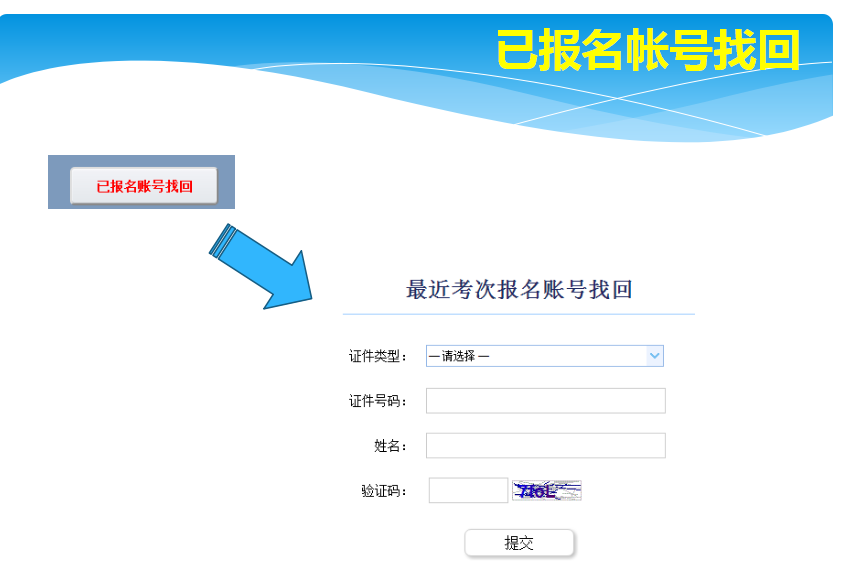 已报名帐号找回
已报名账号找回
最近考次报名账号找回
证件类型： —请选择—
证件号码：
姓名：
验证码：
提交